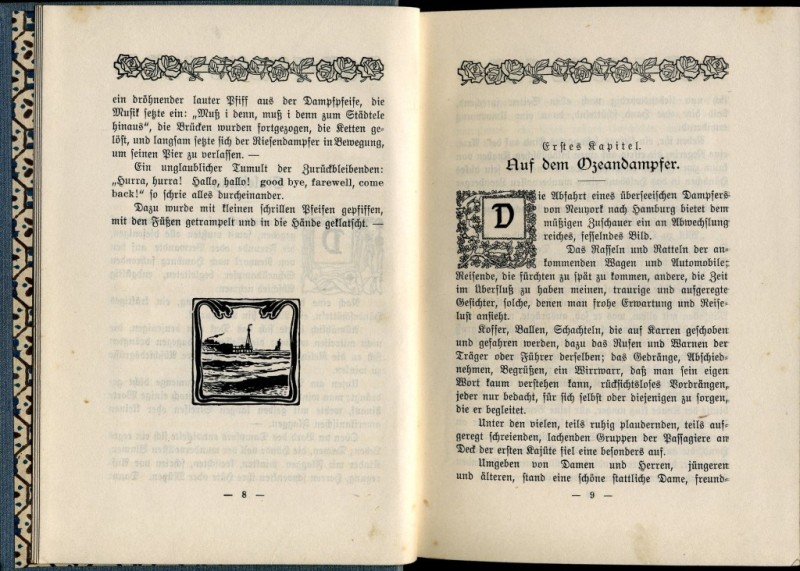 ein dröhnender lauter Pfiff aus der Dampfpfeife, die
Musik setzte ein: „Muß i denn, muß i denn zum Städtele
hinaus“, die Brücken wurden fortgezogen, die Ketten ge-
löst, und langsam setzte sich der Riesendampfer in Bewegung,
um seinen Pier zu verlassen. —
Ein unglaublicher Tumult der Zurückbleibenden:
„Hurra, hurra! Hallo, hallo! good bye, farewell, come
back!“ so schrie alles durcheinander.
Dazu wurde mit kleinen schrillen Pfeifen gepfiffen,
mit den Füßen getrampelt und in die Hände geklatscht. —
— 8 —
Erstes Kapitel.
Auf dem Ozeandampfer.
Die Abfahrt eines überseeischen Dampfers
von Neuyork nach Hamburg bietet dem
müßigen Zuschauer ein an Abwechslung
reiches, fesselndes Bild.
Das Rasseln und Ratteln der an-
kommenden Wagen und Automobile;
Reisende, die fürchten zu spät zu kommen, andere, die Zeit
im Überfluß zu haben meinen, traurige und aufgeregte
Gesichter, solche, denen man frohe Erwartung und Reise-
lust ansieht.
Koffer, Ballen, Schachteln, die auf Karren geschoben
und gefahren werden, dazu das Rufen und Warnen der
Träger oder Führer derselben; das Gedränge, Abschied-
nehmen, Begrüßen, ein Wirrwarr, daß man sein eigen
Wort kaum verstehen kann, rücksichtsloses Vordrängen,
jeder nur bedacht, für sich selbst oder diejenigen zu sorgen,
die er begleitet.
Unter den vielen, teils ruhig plaudernden, teils auf-
geregt schreienden, lachenden Gruppen der Passagiere am
Deck der ersten Kajüte fiel eine besonders auf.
Umgeben von Damen und Herren, jüngeren
und älteren, stand eine schöne stattliche Dame, freund-
— 9 —